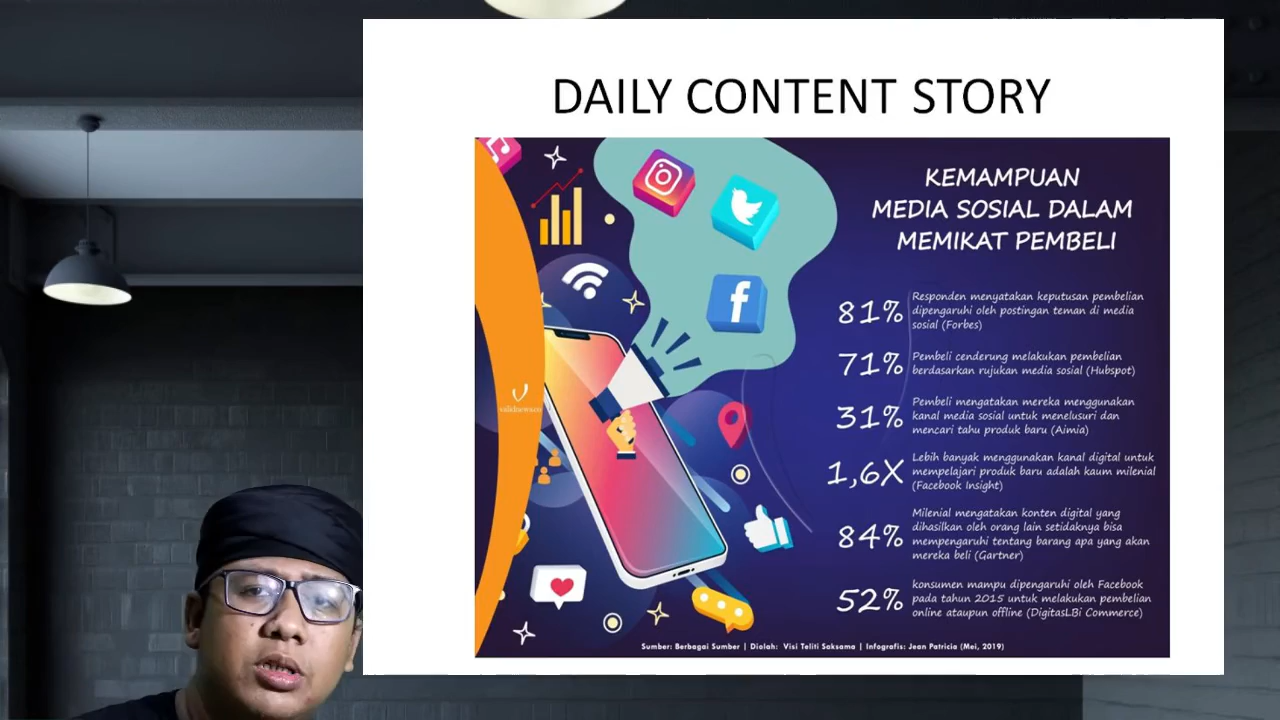 DAILY CONTENT STORY
KEMAMPUAN
MEDIA SOSIAL DALAM
MEMIKAT PEMBELI
81%
Responden menyatakan keputusan pembelian
dipengaruhi oleh postingan teman di media
sosial (Forbes)
71%
Pembeli cenderung melakukan pembelian
berdasarkan rujukan media sosial (Hubspot)
31%
Pembeli mengatakan mereka menggunakan
kanal media sosial untuk menelusuri dan
mencari tahu produk baru (Aimia)
1,6X
Lebih banyak menggunakan kanal digital untuk
mempelajari produk baru adalah kaum milenial
(Facebook Insight)
84%
Milenial mengatakan konten digital yang
dihasilkan oleh orang lain setidaknya bisa
mempengaruhi tentang barang apa yang akan
mereka beli (Gartner)
52%
konsumen mampu dipengaruhi oleh Facebook
pada tahun 2015 untuk melakukan pembelian
online ataupun offline (DigitasLBi Commerce)
Sumber: Berbagai Sumber | Diolah: Visi Teliti Saksama | Infografis: Jean Patricia (Mei, 2019)